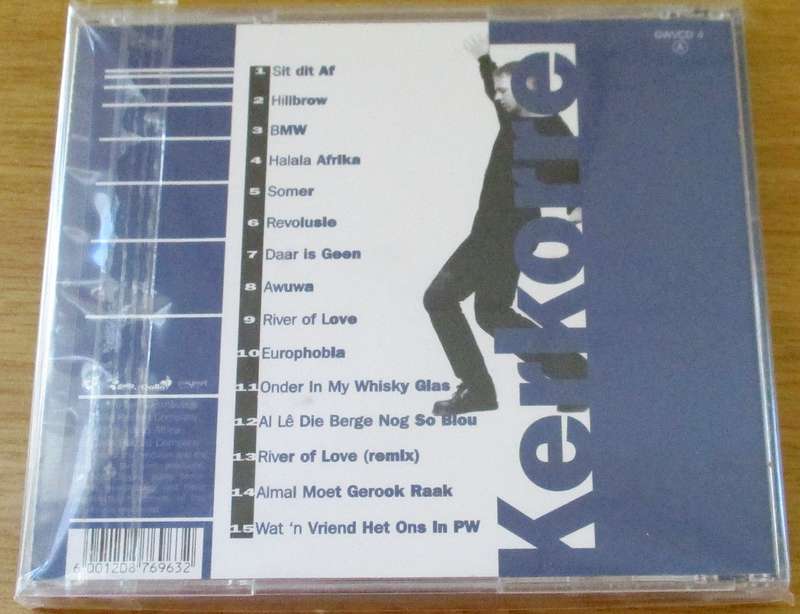 GWVCD 4
A
1 Sit dit Af
2 Hillbrow
3 BMW
4 Halala Afrika
5 Somer
6 Revolusie
7 Daar is Geen
8 Awuwa
9 River of Love
10 Europhobia
11 Onder In My Whisky Glas
12 Al Lê Die Berge Nog So Blou
13 River of Love (remix)
14 Almal Moet Gerook Raak
15 Wat 'n Vriend Het Ons In PW
Kerkorrel
Company
Company
6 001208 769632